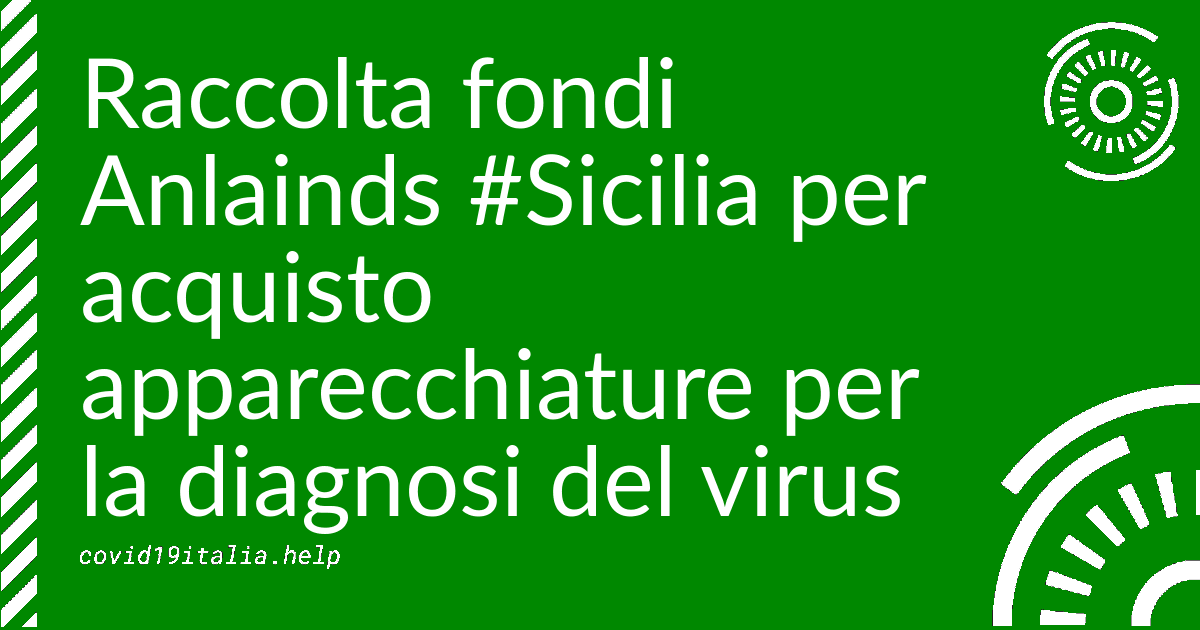 Raccolta fondi
Anlainds #Sicilia per
acquisto
apparecchiature per
la diagnosi del virus
covid19italia.help